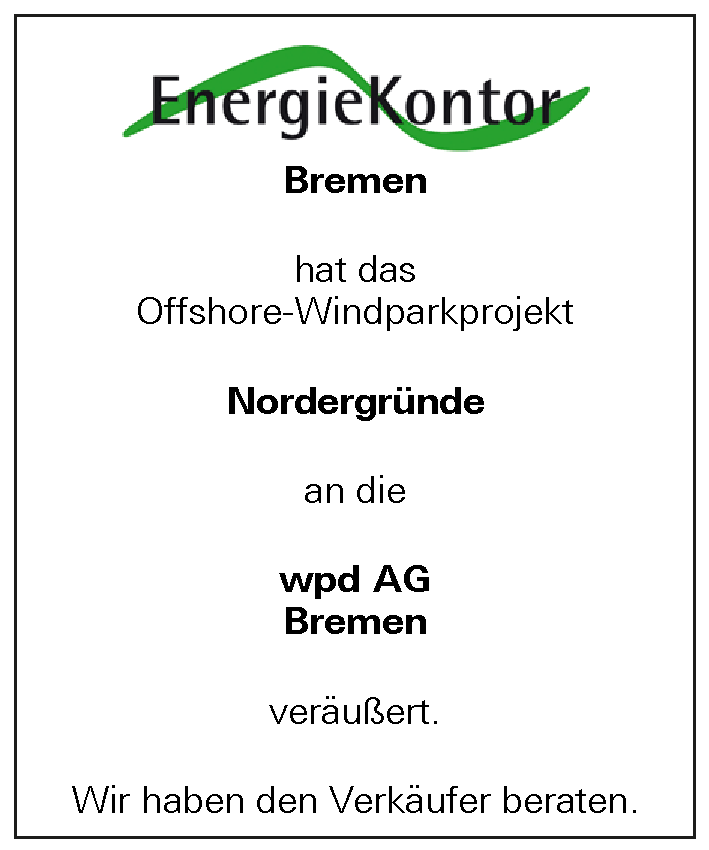 EnergieKontor
Bremen
hat das
Offshore-Windparkprojekt
Nordergründe
an die
wpd AG
Bremen
veräußert.
Wir haben den Verkäufer beraten.